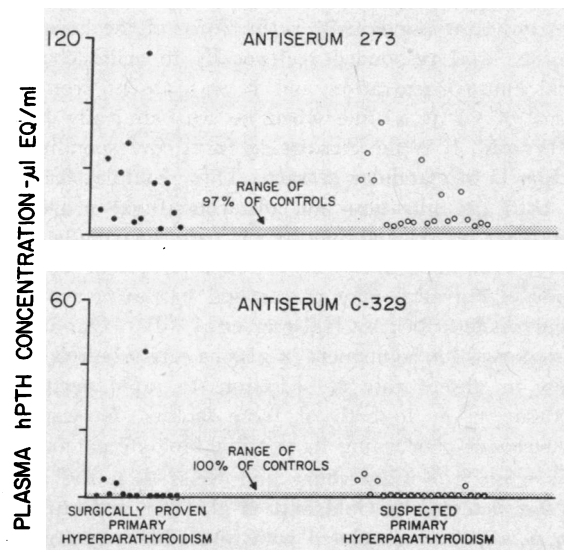 PLASMA hPTH CONCENTRATION-μl EQ/ml
120
ANTISERUM 273
RANGE OF
97% OF CONTROLS
60
ANTISERUM C-329
RANGE OF
100% OF CONTROLS
SURGICALLY PROVEN
PRIMARY
HYPERPARATHYROIDISM
SUSPECTED
PRIMARY
HYPERPARATHYROIDISM